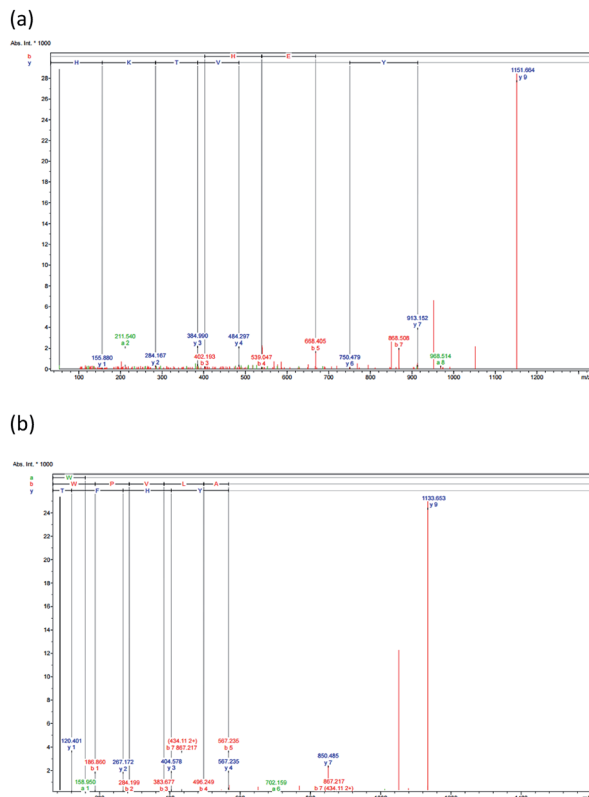 (a)
Abs. Int. * 1000
b H E
y H K T V Y
28
26
24
22
20
18
16
14
12
10
8
6
4
2
0
1151.664
y 9
913.152
y 7
211.540
a 2
384.990
y 3
484.297
y 4
668.405
b 5
868.508
b 7
155.880
y 1
284.167
y 2
402.193
b 3
539.047
b 4
750.479
y 6
968.514
a 8
100 200 300 400 500 600 700 800 900 1000 1100 1200 m/z
(b)
Abs. Int. * 1000
a W
b W P V L A
y T F H Y
24
22
20
18
16
14
12
10
8
6
4
2
1133.653
y 9
120.401
y 1
(434.11 2+)
b 7 867.217
567.235
b 5
186.860
b 1
267.172
y 2
404.578
y 3
567.235
y 4
850.485
y 7
158.950
a 1
284.199
b 2
383.677
b 3
496.249
b 4
702.159
a 6
867.217
b 7 (434.11 2+)